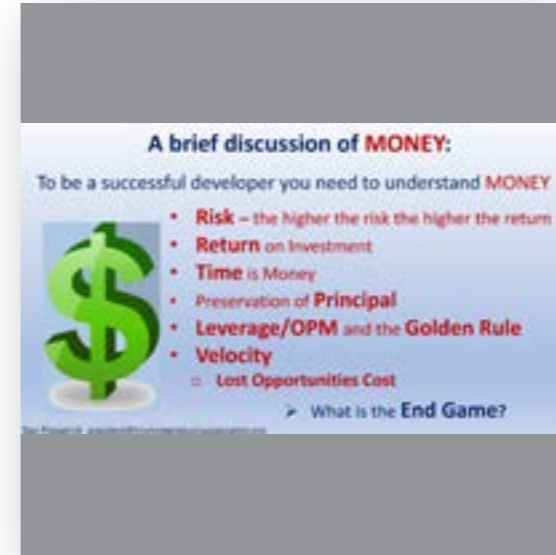 A brief discussion of MONEY:
To be a successful developer you need to understand MONEY
• Risk – the higher the risk the higher the return
• Return on Investment
• Time is Money
• Preservation of Principal
• Leverage/OPM and the Golden Rule
• Velocity
▫ Lost Opportunities Cost
➢ What is the End Game?